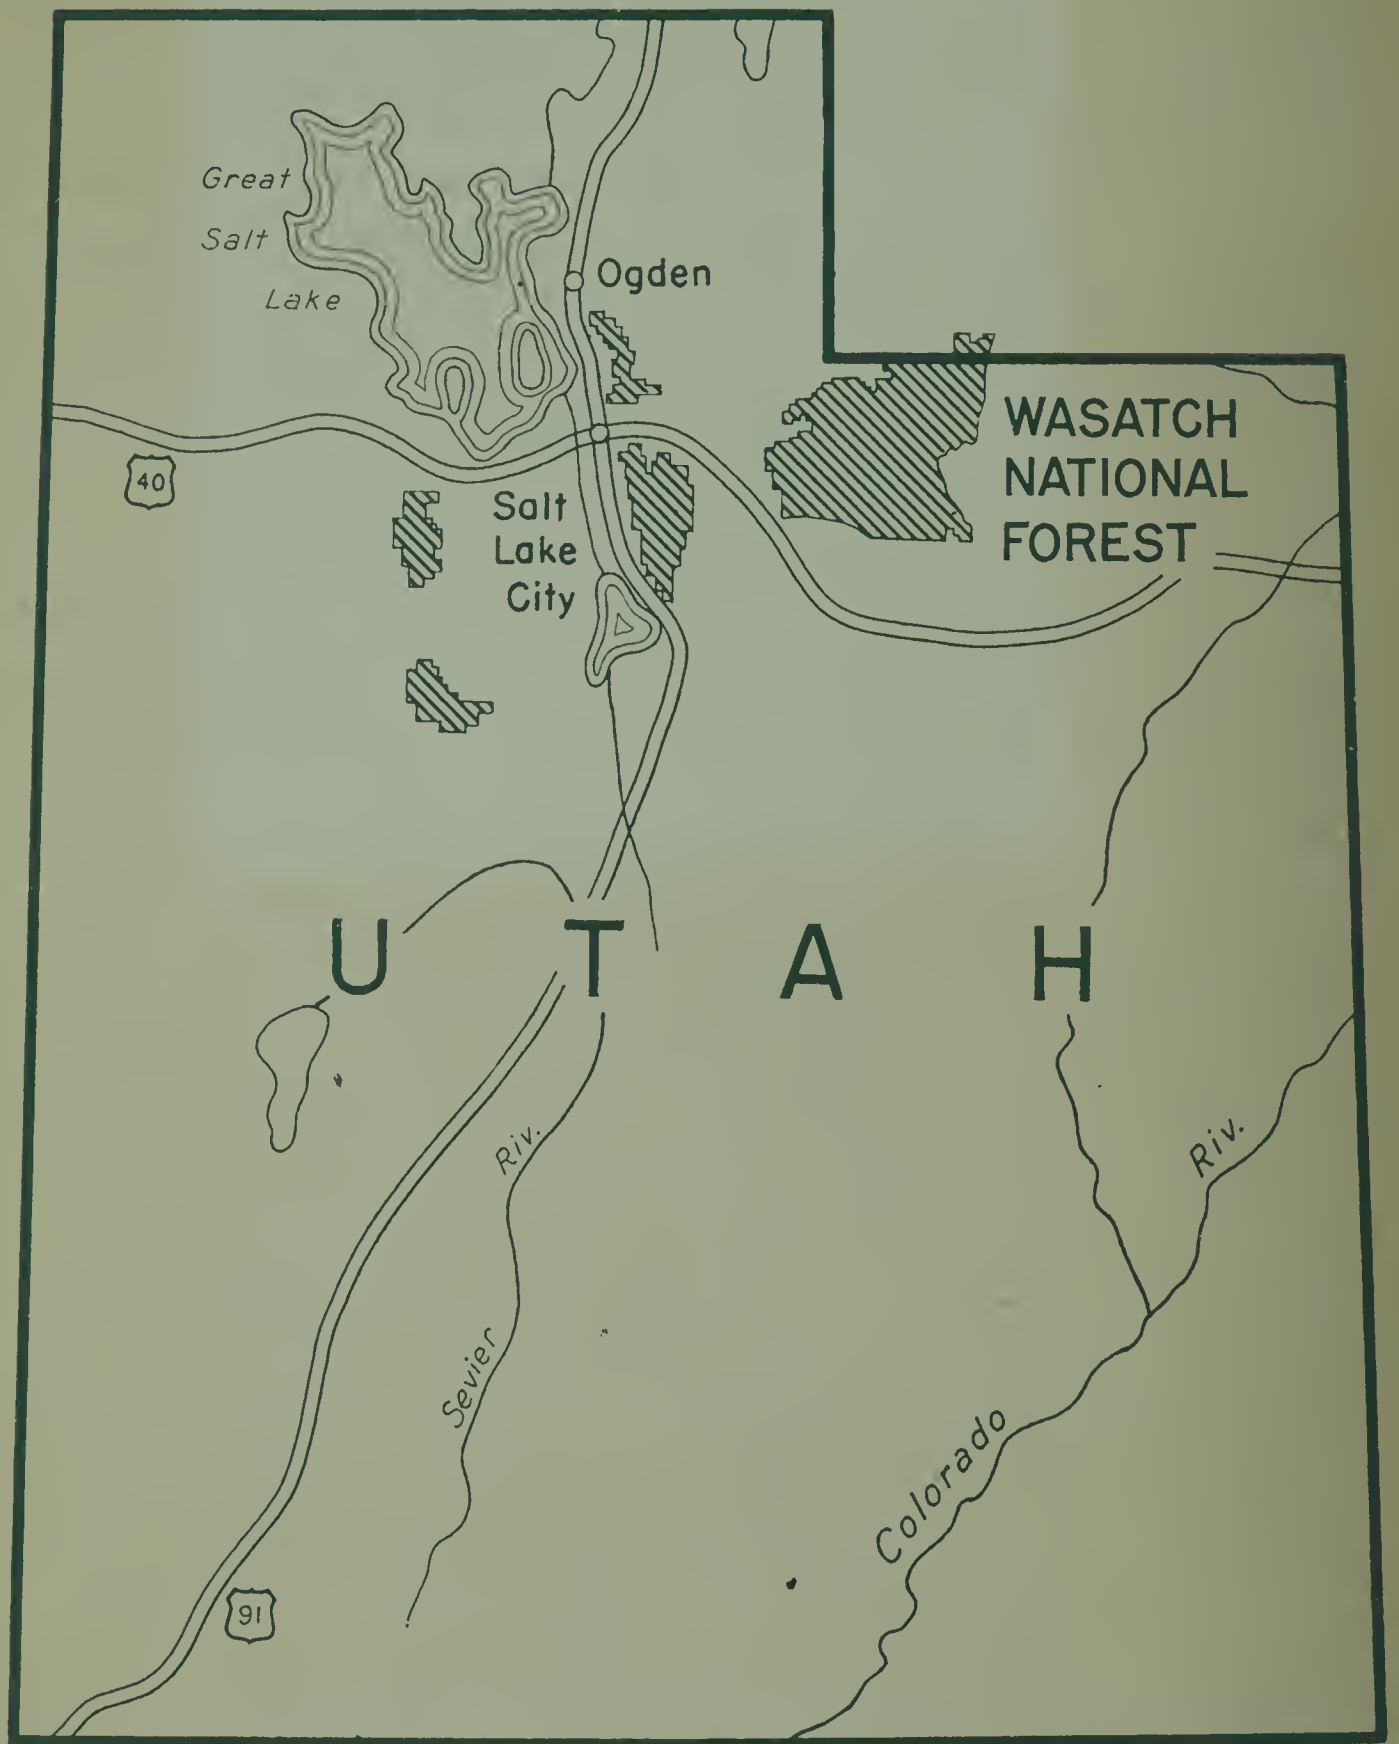 Great
Salt
Lake
Ogden
WASATCH
NATIONAL
FOREST
40
Salt
Lake
City
U T A H
Riv.
Riv.
Sevier
Colorado
91